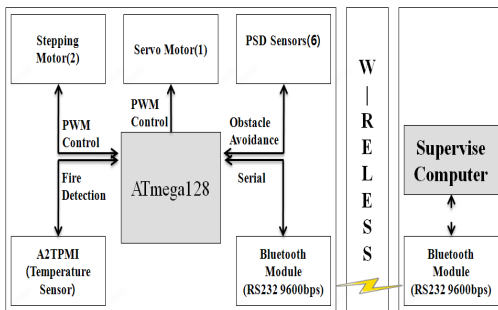 Stepping
Motor(2)
Servo Motor(1)
PSD Sensors(6)
PWM
Control
PWM
Control
Obstacle
Avoidance
Fire
Detection
ATmega128
Serial
A2TPMI
(Temperature
Sensor)
Bluetooth
Module
(RS232 9600bps)
W
|
R
E
L
E
S
S
Supervise
Computer
Bluetooth
Module
(RS232 9600bps)